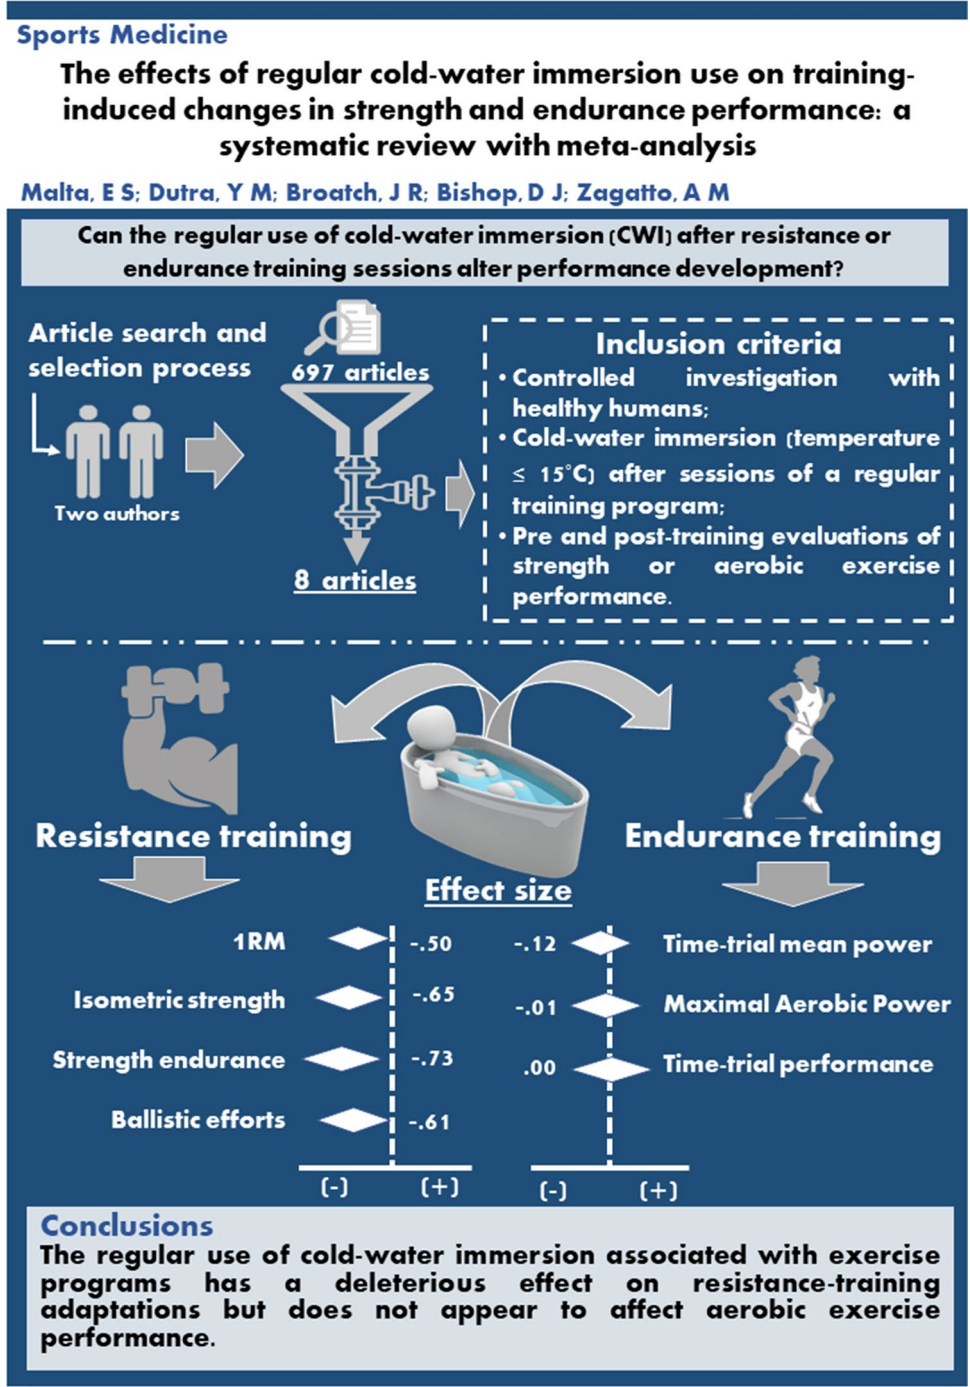 Sports Medicine
The effects of regular cold-water immersion use on training-
induced changes in strength and endurance performance: a
systematic review with meta-analysis
Malta, E S; Dutra, Y M; Broatch, J R; Bishop, D J; Zagatto, A M
Can the regular use of cold-water immersion (CWI) after resistance or
endurance training sessions alter performance development?
Article search and
selection process
Two authors
697 articles
8 articles
Inclusion criteria
• Controlled investigation with
healthy humans;
• Cold-water immersion (temperature
≤ 15°C) after sessions of a regular
training program;
• Pre and post-training evaluations of
strength or aerobic exercise
performance.
Resistance training
Endurance training
Effect size
1RM
-.50
Isometric strength
-.65
Strength endurance
-.73
Ballistic efforts
-.61
(-)
(+)
-.12
Time-trial mean power
-.01
Maximal Aerobic Power
.00
Time-trial performance
(-)
(+)
Conclusions
The regular use of cold-water immersion associated with exercise
programs has a deleterious effect on resistance-training
adaptations but does not appear to affect aerobic exercise
performance.